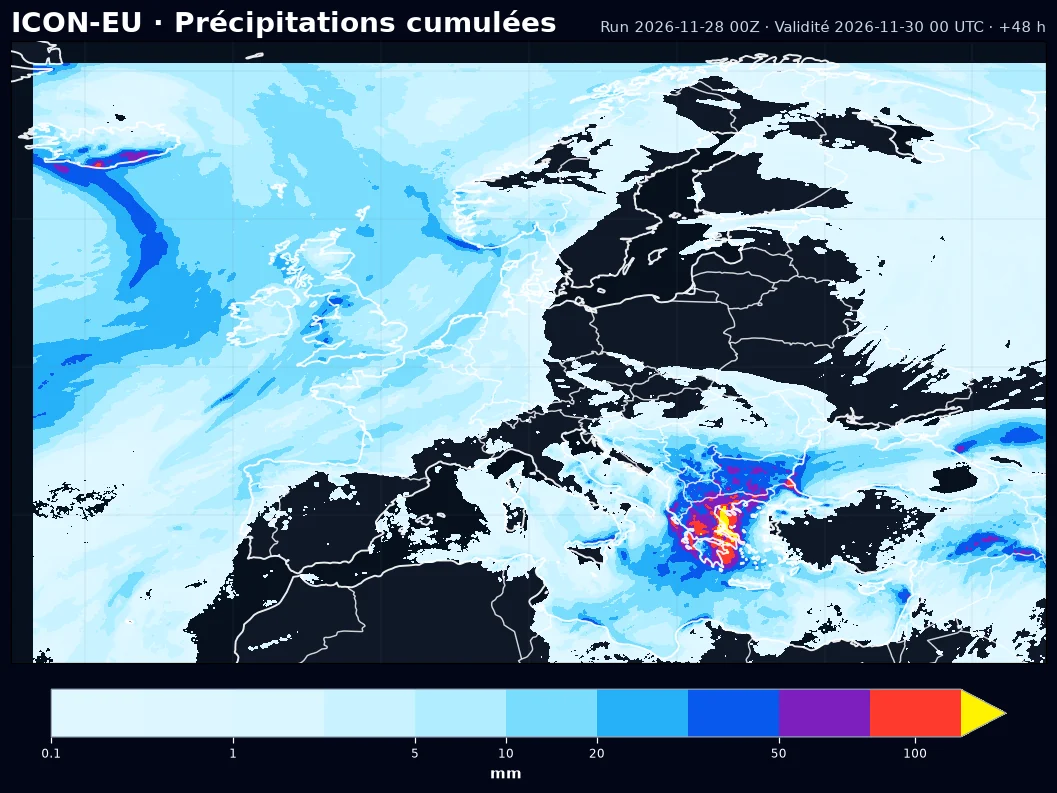 ICON-EU · Précipitations cumulées
Run 2026-11-28 00Z · Validité 2026-11-30 00 UTC · +48 h
0.1 1 5 10 20 50 100
mm